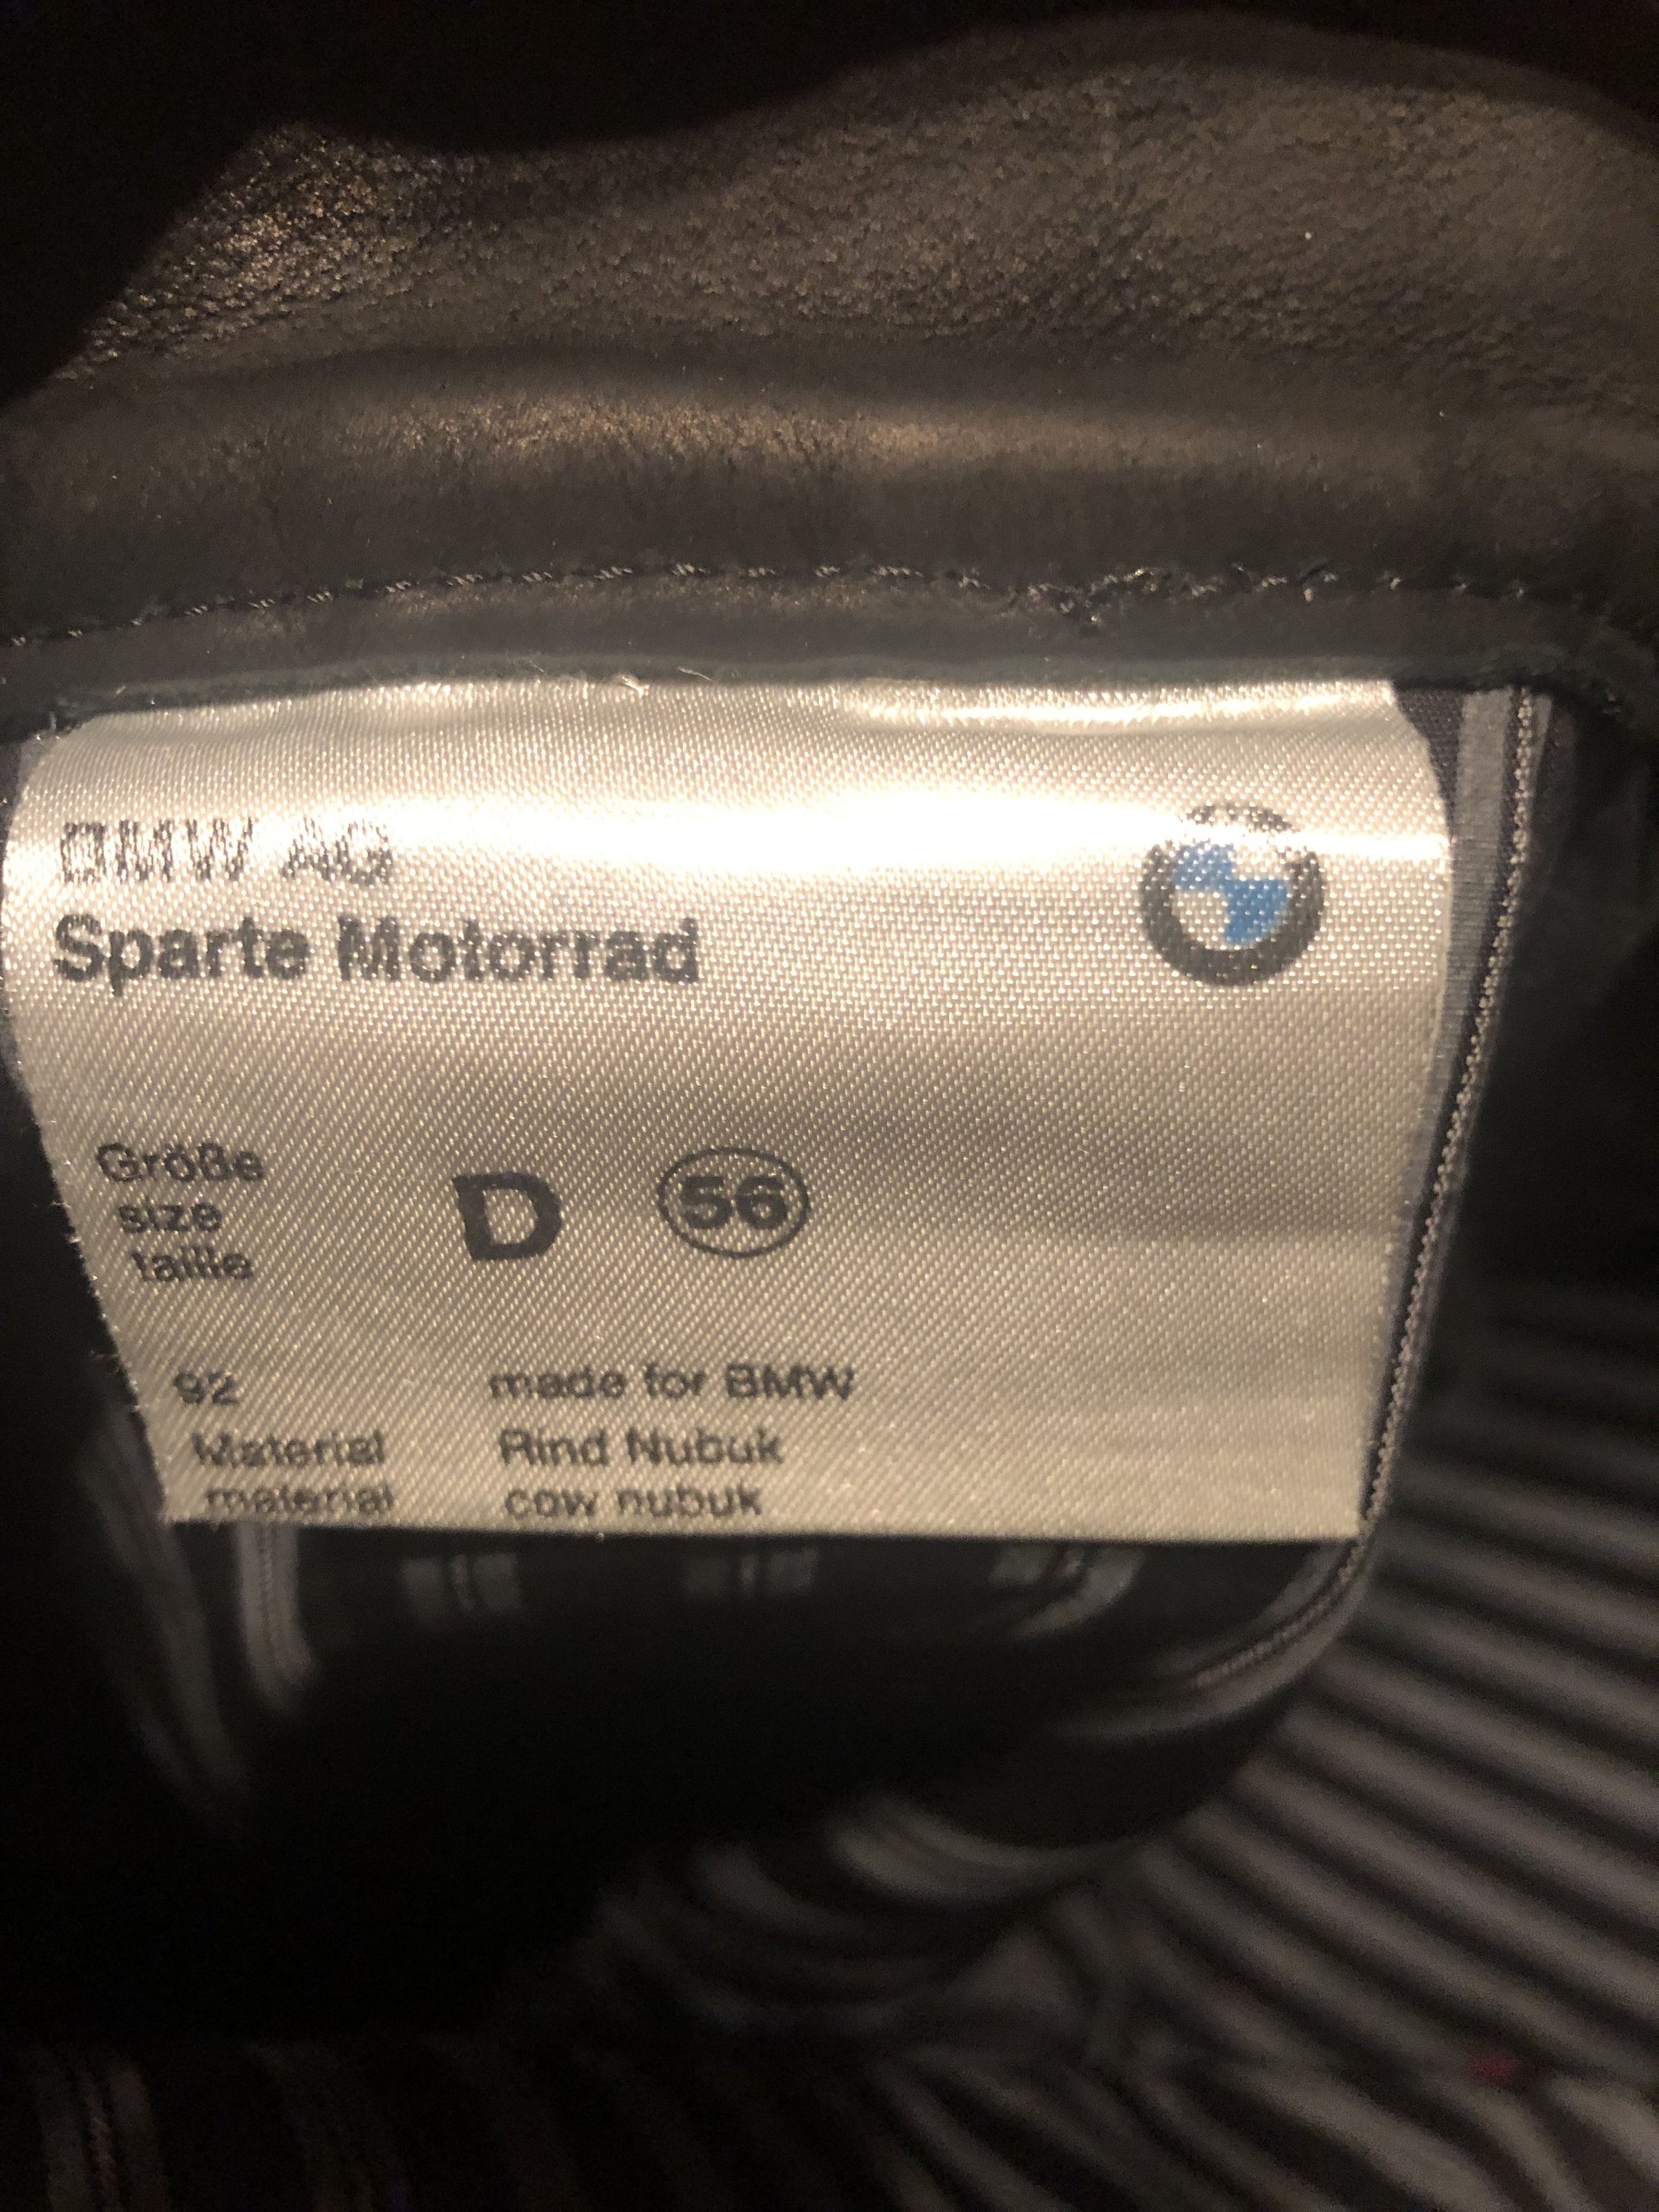 BMW AG
Sparte Motorrad
Größe
size
taille
D 56
92 made for BMW
Material Rind Nubuk
material cow nubuk